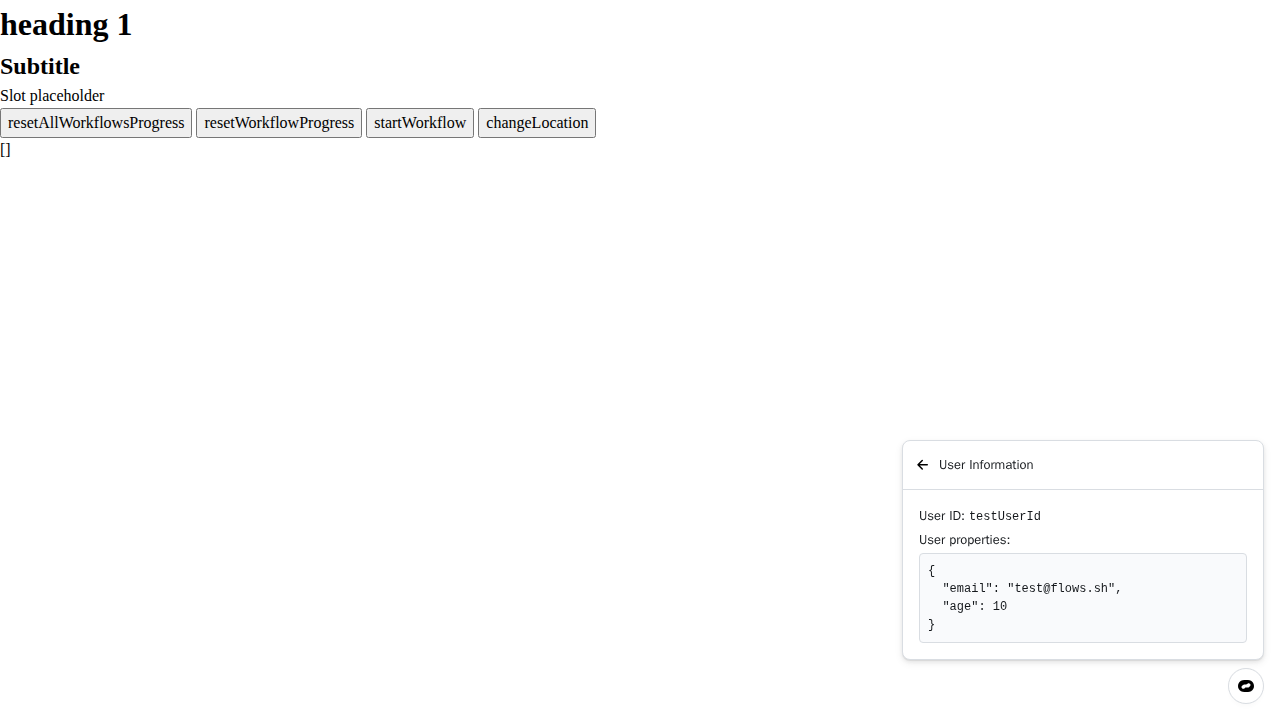 heading 1
Subtitle
Slot placeholder
resetAllWorkflowsProgress resetWorkflowProgress startWorkflow changeLocation
[]
User Information
User ID: testUserId
User properties:
{
  "email": "test@flows.sh",
  "age": 10
}